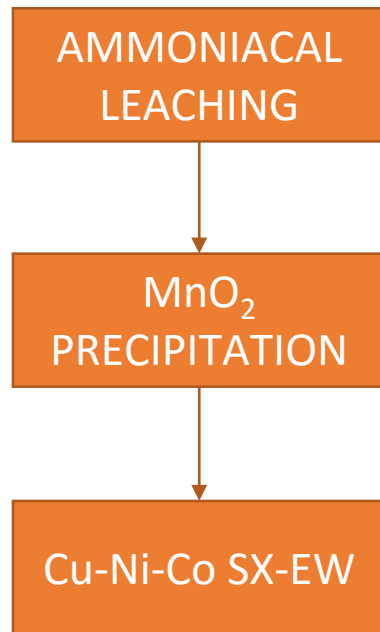 AMMONIACAL
LEACHING
MnO₂
PRECIPITATION
Cu-Ni-Co SX-EW